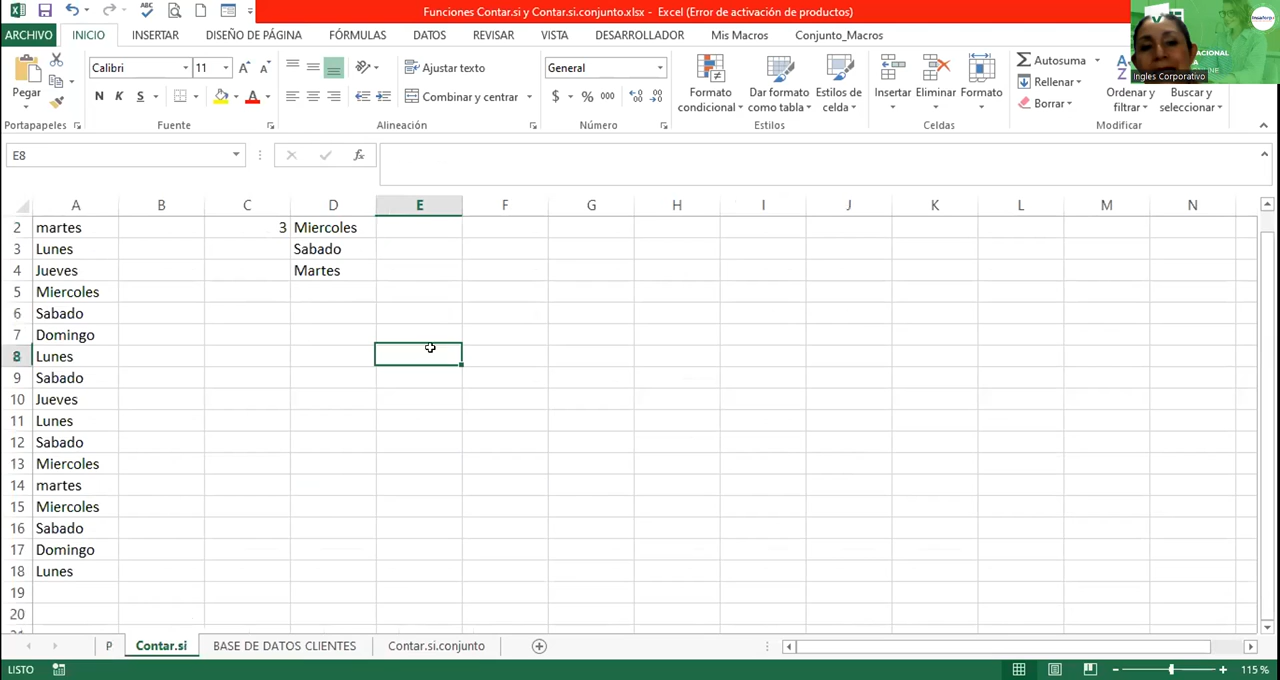 Funciones Contar.si y Contar.si.conjunto.xlsx - Excel (Error de activación de productos)
ARCHIVO INICIO INSERTAR DISEÑO DE PÁGINA FÓRMULAS DATOS REVISAR VISTA DESARROLLADOR Mis Macros Conjunto_Macros
Ingles Corporativo
Pegar
Calibri 11
N K S
Ajustar texto
Combinar y centrar
General
$ % 000
Formato condicional
Dar formato como tabla
Estilos de celda
Insertar Eliminar Formato
Autosuma
Rellenar
Borrar
Ordenar y filtrar
Buscar y seleccionar
Portapapeles Fuente Alineación Número Estilos Celdas Modificar
E8 fx
A B C D E F G H I J K L M N
2 martes 3 Miercoles
3 Lunes Sabado
4 Jueves Martes
5 Miercoles
6 Sabado
7 Domingo
8 Lunes
9 Sabado
10 Jueves
11 Lunes
12 Sabado
13 Miercoles
14 martes
15 Miercoles
16 Sabado
17 Domingo
18 Lunes
19
20
P Contar.si BASE DE DATOS CLIENTES Contar.si.conjunto
LISTO 115 %